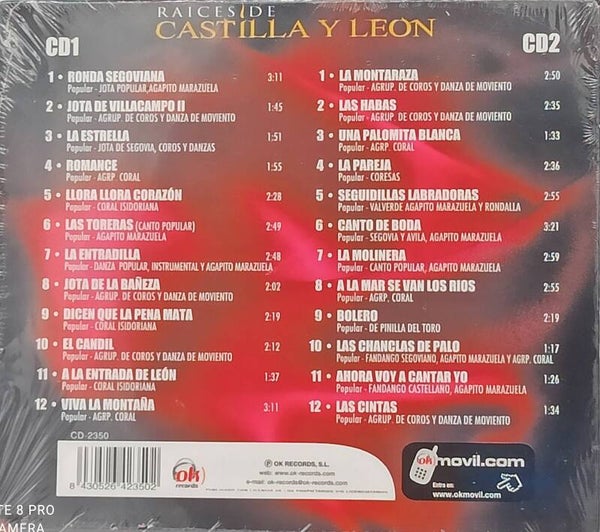 RAICES DE
CASTILLA Y LEÓN
CD1
1 • RONDA SEGOVIANA 3:11
Popular - JOTA POPULAR, AGAPITO MARAZUELA
2 • JOTA DE VILLACAMPO II 1:45
Popular - AGRUP. DE COROS Y DANZA DE MOVIENTO
3 • LA ESTRELLA 1:51
Popular - JOTA DE SEGOVIA, COROS Y DANZAS
4 • ROMANCE 1:55
Popular - AGRP. CORAL
5 • LLORA LLORA CORAZÓN 2:28
Popular - CORAL ISIDORIANA
6 • LAS TORERAS (CANTO POPULAR) 2:49
Popular - AGAPITO MARAZUELA
7 • LA ENTRADILLA 2:48
Popular - DANZA POPULAR, INSTRUMENTAL Y AGAPITO MARAZUELA
8 • JOTA DE LA BAÑEZA 2:02
Popular - AGRUP. DE COROS Y DANZA DE MOVIENTO
9 • DICEN QUE LA PENA MATA 2:19
Popular - CORAL ISIDORIANA
10 • EL CANDIL 2:12
Popular - AGRUP. DE COROS Y DANZA DE MOVIENTO
11 • A LA ENTRADA DE LEÓN 1:37
Popular - CORAL ISIDORIANA
12 • VIVA LA MONTAÑA 3:11
Popular - AGRP. CORAL
CD2
1 • LA MONTARAZA 2:50
Popular - AGRUP. DE COROS Y DANZA DE MOVIENTO
2 • LAS HABAS 2:35
Popular - AGRUP. DE COROS Y DANZA DE MOVIENTO
3 • UNA PALOMITA BLANCA 1:33
Popular - AGRP. CORAL
4 • LA PAREJA 2:36
Popular - CORESAS
5 • SEGUIDILLAS LABRADORAS 2:55
Popular - VALVERDE AGAPITO MARAZUELA Y RONDALLA
6 • CANTO DE BODA 3:21
Popular - SEGOVIA Y AVILA, AGAPITO MARAZUELA
7 • LA MOLINERA 2:59
Popular - CANTO POPULAR, AGAPITO MARAZUELA
8 • A LA MAR SE VAN LOS RIOS 2:55
Popular - AGRP. CORAL
9 • BOLERO 2:19
Popular - DE PINILLA DEL TORO
10 • LAS CHANCLAS DE PALO 1:17
Popular - FANDANGO SEGOVIANO, AGAPITO MARAZUELA Y AGRP. CORAL
11 • AHORA VOY A CANTAR YO 1:26
Popular - FANDANGO CASTELLANO, AGAPITO MARAZUELA
12 • LAS CINTAS 1:34
Popular - AGRUP. DE COROS Y DANZA DE MOVIENTO
CD-2350
8 430526 423502
ok
records
℗ OK RECORDS, S.L.
web: www.ok-records.com
e-mail: ok-records@ok-records.com
okmovil.com
Entra en:
www.okmovil.com
TE 8 PRO
CAMERA